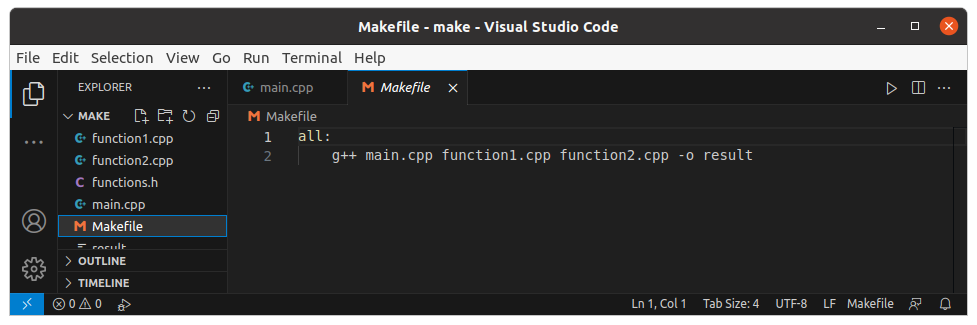 Makefile - make - Visual Studio Code
File Edit Selection View Go Run Terminal Help
EXPLORER
MAKE
function1.cpp
function2.cpp
functions.h
main.cpp
Makefile
result
OUTLINE
TIMELINE
main.cpp Makefile
Makefile
1 all:
2 g++ main.cpp function1.cpp function2.cpp -o result
0 0 Ln 1, Col 1 Tab Size: 4 UTF-8 LF Makefile